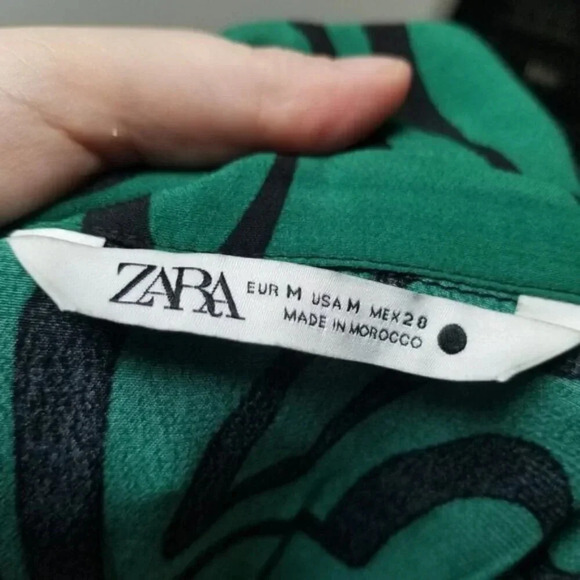 ZARA EUR M USA M MEX 28
MADE IN MOROCCO